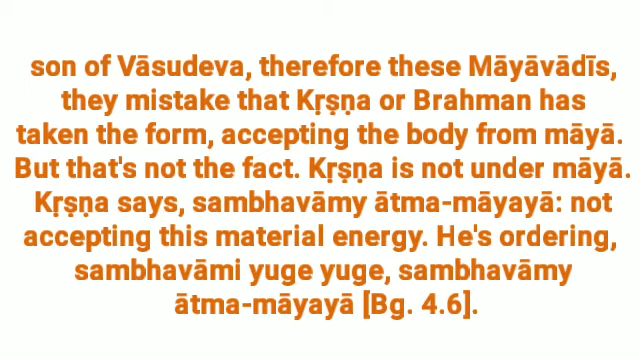 son of Vāsudeva, therefore these Māyāvādīs,
they mistake that Kṛṣṇa or Brahman has
taken the form, accepting the body from māyā.
But that's not the fact. Kṛṣṇa is not under māyā.
Kṛṣṇa says, sambhavāmy ātma-māyayā: not
accepting this material energy. He's ordering,
sambhavāmi yuge yuge, sambhavāmy
ātma-māyayā [Bg. 4.6].